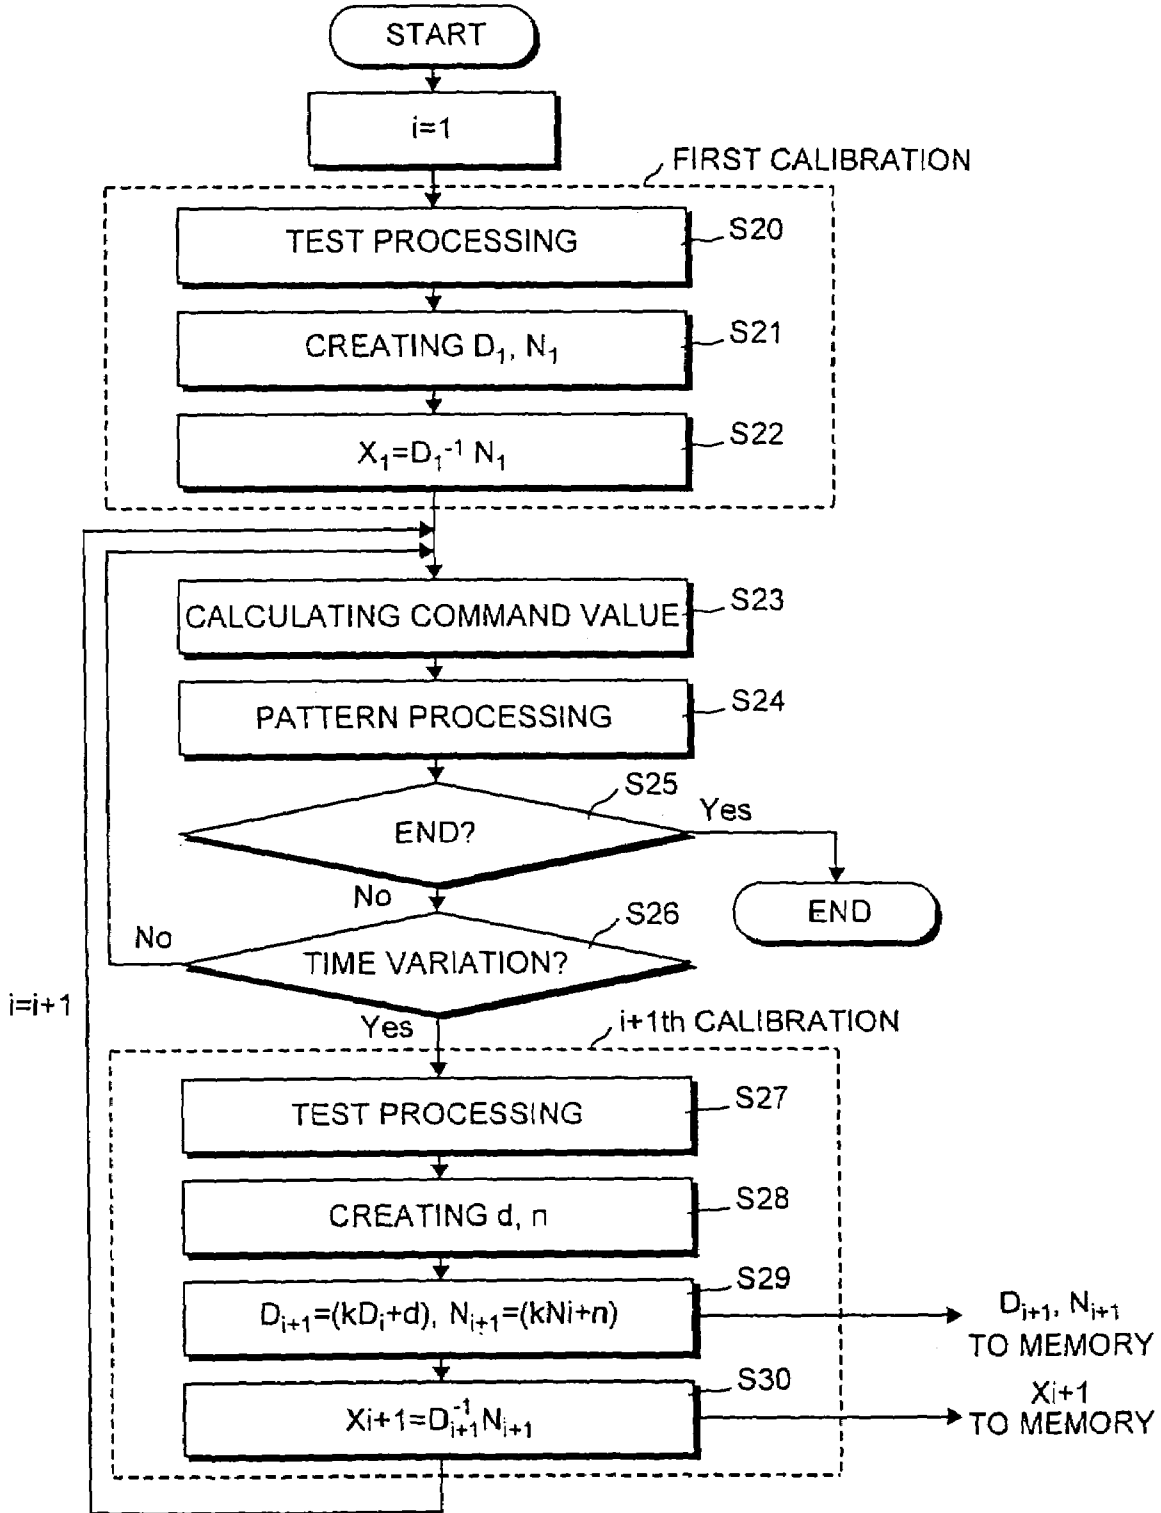 START
i=1
FIRST CALIBRATION
TEST PROCESSING
S20
CREATING D₁, N₁
S21
X₁=D₁⁻¹ N₁
S22
CALCULATING COMMAND VALUE
S23
PATTERN PROCESSING
S24
S25
END?
Yes
No
END
S26
No
TIME VARIATION?
i=i+1
Yes
i+1th CALIBRATION
TEST PROCESSING
S27
CREATING d, n
S28
S29
Dᵢ₊₁=(kDᵢ+d), Nᵢ₊₁=(kNi+n)
Dᵢ₊₁, Nᵢ₊₁
TO MEMORY
S30
Xi+1=Dᵢ₊₁⁻¹Nᵢ₊₁
Xi+1
TO MEMORY